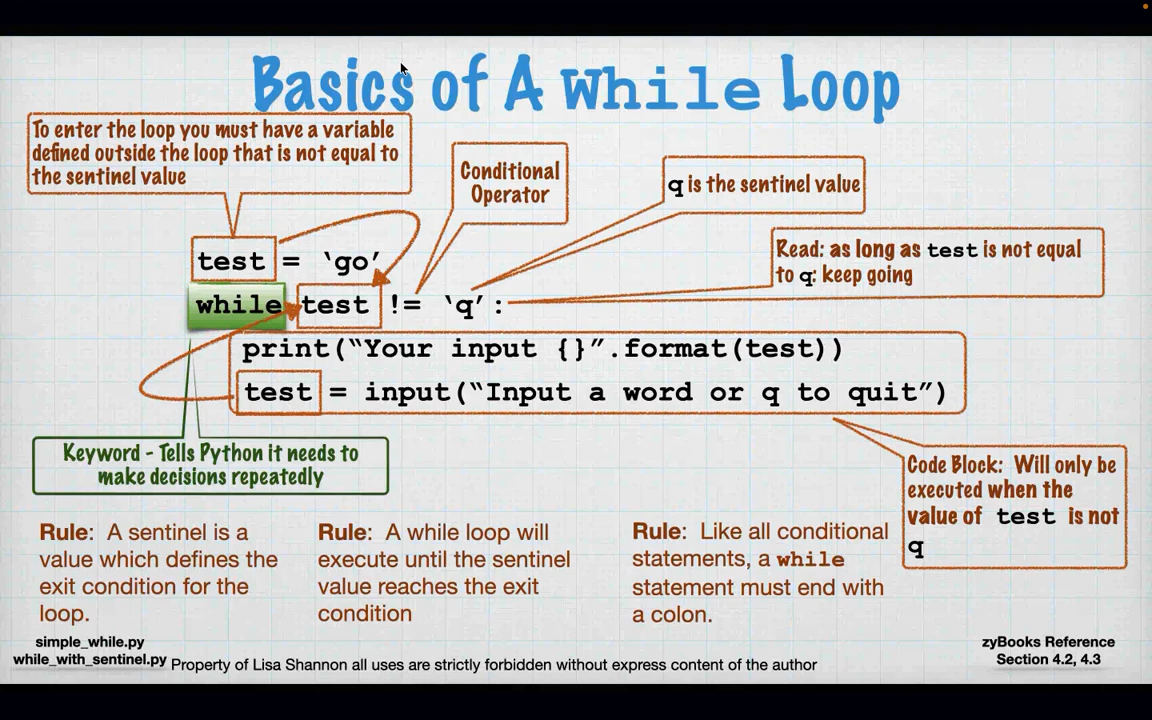 Basics of A While Loop
To enter the loop you must have a variable
defined outside the loop that is not equal to
the sentinel value
Conditional
Operator
q is the sentinel value
Read: as long as test is not equal
to q: keep going
test = ‘go’
while test != ‘q’:
print(“Your input {}”.format(test))
test = input(“Input a word or q to quit”)
Keyword - Tells Python it needs to
make decisions repeatedly
Code Block: Will only be
executed when the
value of test is not
q
Rule: A sentinel is a
value which defines the
exit condition for the
loop.
Rule: A while loop will
execute until the sentinel
value reaches the exit
condition
Rule: Like all conditional
statements, a while
statement must end with
a colon.
simple_while.py
while_with_sentinel.py
Property of Lisa Shannon all uses are strictly forbidden without express content of the author
zyBooks Reference
Section 4.2, 4.3